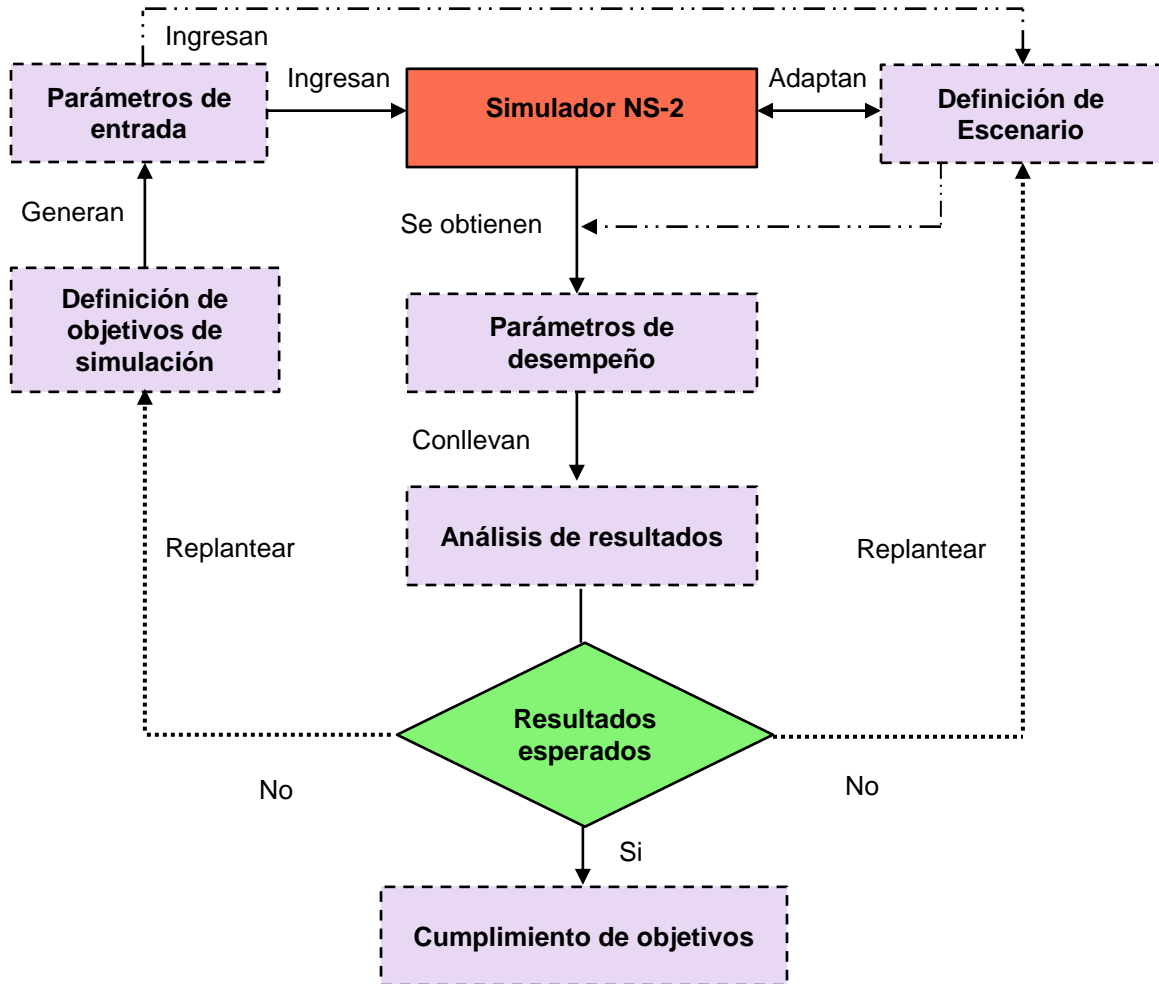 Ingresan
Parámetros de
entrada
Ingresan
Simulador NS-2
Adaptan
Definición de
Escenario
Generan
Se obtienen
Definición de
objetivos de
simulación
Parámetros de
desempeño
Conllevan
Análisis de resultados
Replantear
Replantear
Resultados
esperados
No
No
Si
Cumplimiento de objetivos